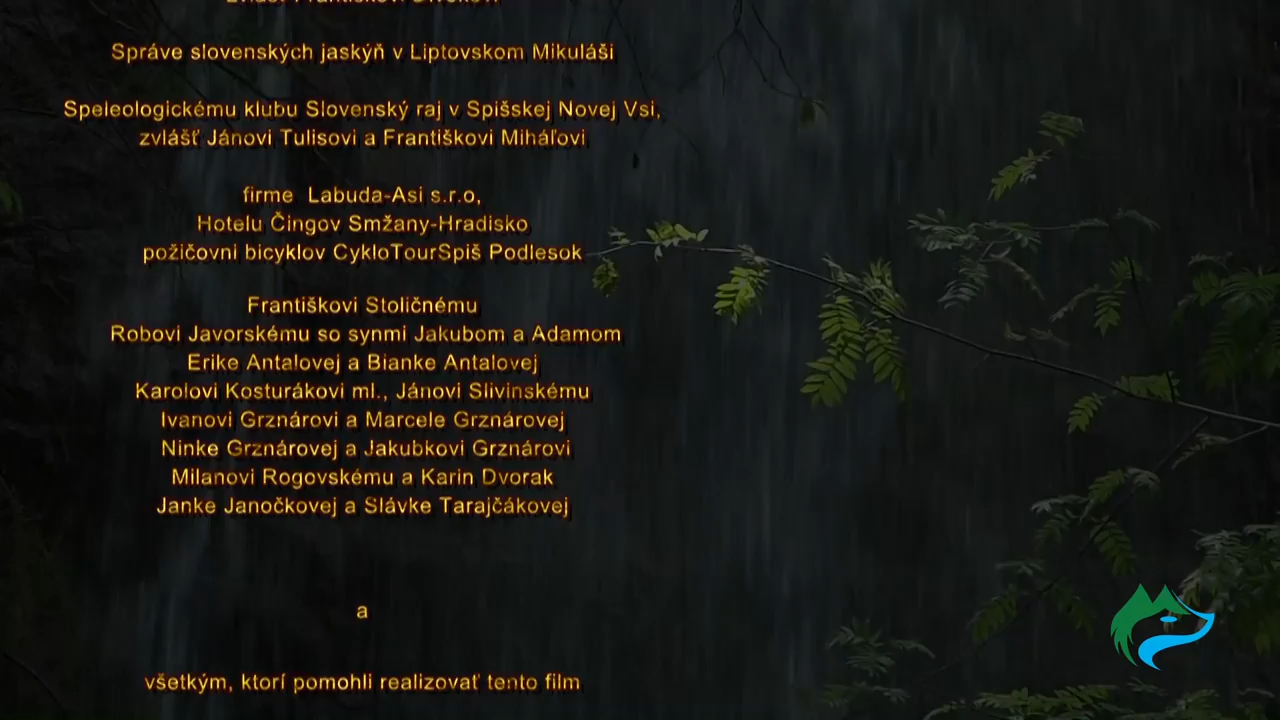 Správe slovenských jaskýň v Liptovskom Mikuláši
Speleologickému klubu Slovenský raj v Spišskej Novej Vsi,
zvlášť Jánovi Tulisovi a Františkovi Miháľovi
firme Labuda-Asi s.r.o,
Hotelu Čingov Smžany-Hradisko
požičovni bicyklov CykloTourSpiš Podlesok
Františkovi Stoličnému
Robovi Javorskému so synmi Jakubom a Adamom
Erike Antalovej a Bianke Antalovej
Karolovi Kosturákovi ml., Jánovi Slivinskému
Ivanovi Grznárovi a Marcele Grznárovej
Ninke Grznárovej a Jakubkovi Grznárovi
Milanovi Rogovskému a Karin Dvorak
Janke Janočkovej a Slávke Tarajčákovej
a
všetkým, ktorí pomohli realizovať tento film